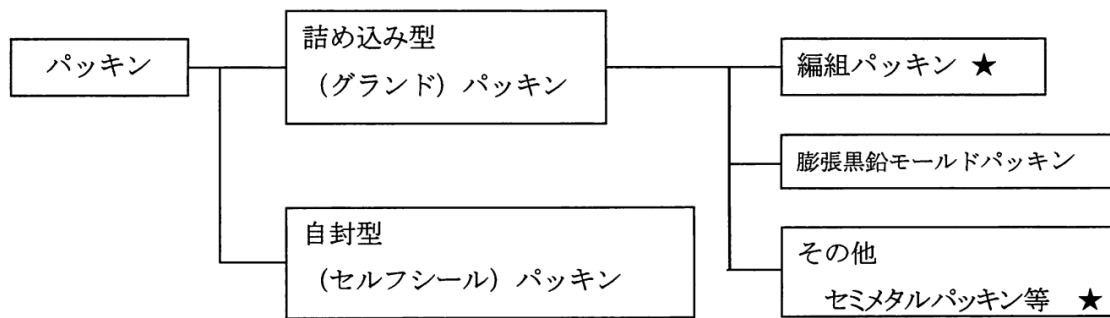 パッキン
詰め込み型
（グランド）パッキン
編組パッキン ★
膨張黒鉛モールドパッキン
自封型
（セルフシール）パッキン
その他
セミメタルパッキン等 ★